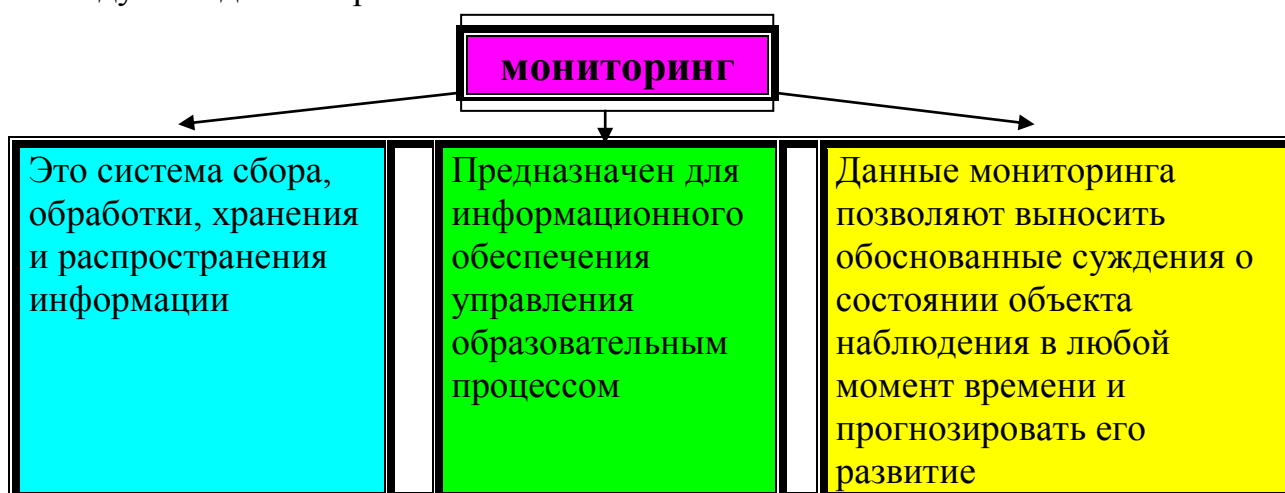 мониторинг
Это система сбора,
обработки, хранения
и распространения
информации
Предназначен для
информационного
обеспечения
управления
образовательным
процессом
Данные мониторинга
позволяют выносить
обоснованные суждения о
состоянии объекта
наблюдения в любой
момент времени и
прогнозировать его
развитие